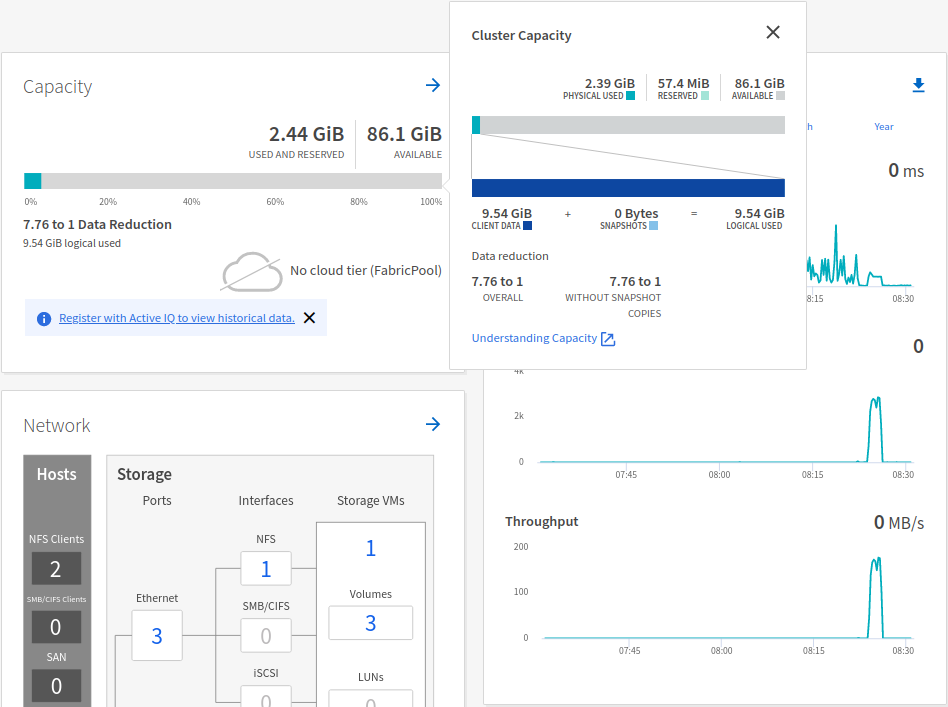 Capacity
2.44 GiB
USED AND RESERVED
86.1 GiB
AVAILABLE
0% 20% 40% 60% 80% 100%
7.76 to 1 Data Reduction
9.54 GiB logical used
No cloud tier (FabricPool)
Register with Active IQ to view historical data.
Cluster Capacity
2.39 GiB
PHYSICAL USED
57.4 MiB
RESERVED
86.1 GiB
AVAILABLE
9.54 GiB
CLIENT DATA
+
0 Bytes
SNAPSHOTS
=
9.54 GiB
LOGICAL USED
Data reduction
7.76 to 1
OVERALL
7.76 to 1
WITHOUT SNAPSHOT
COPIES
Understanding Capacity
Year
0 ms
8:15 08:30
0
4k
2k
0
07:45 08:00 08:15 08:30
Throughput
0 MB/s
200
100
0
07:45 08:00 08:15 08:30
Network
Hosts
NFS Clients
2
SMB/CIFS Clients
0
SAN
0
Storage
Ports
Ethernet
3
Interfaces
NFS
1
SMB/CIFS
0
iSCSI
0
Storage VMs
1
Volumes
3
LUNs
0